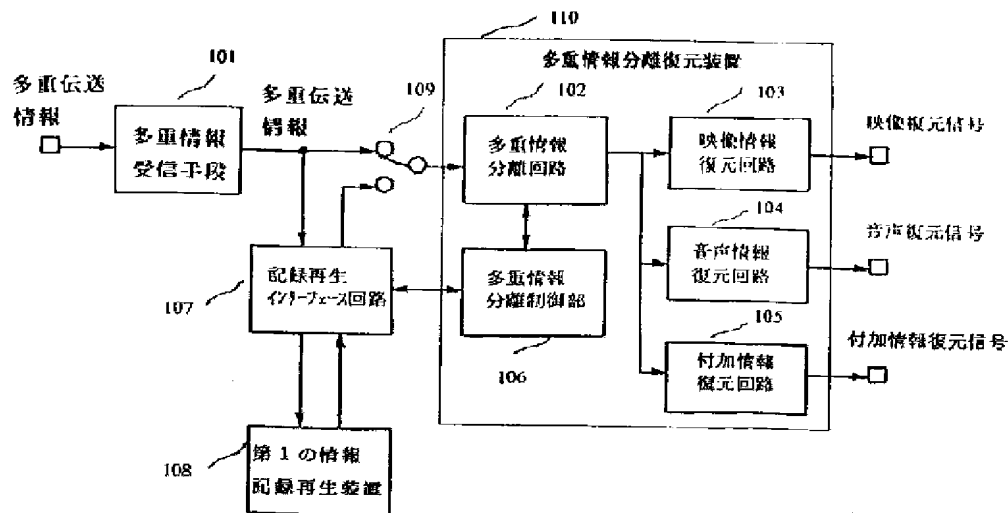 110
多重情報分離復元装置
101
多重伝送
情報
多重情報
受信手段
多重伝送
情報
109
102
多重情報
分離回路
103
映像情報
復元回路
映像復元信号
104
音声情報
復元回路
音声復元信号
107
記録再生
インターフェース回路
多重情報
分離制御部
106
105
付加情報
復元回路
付加情報復元信号
108
第1の情報
記録再生装置